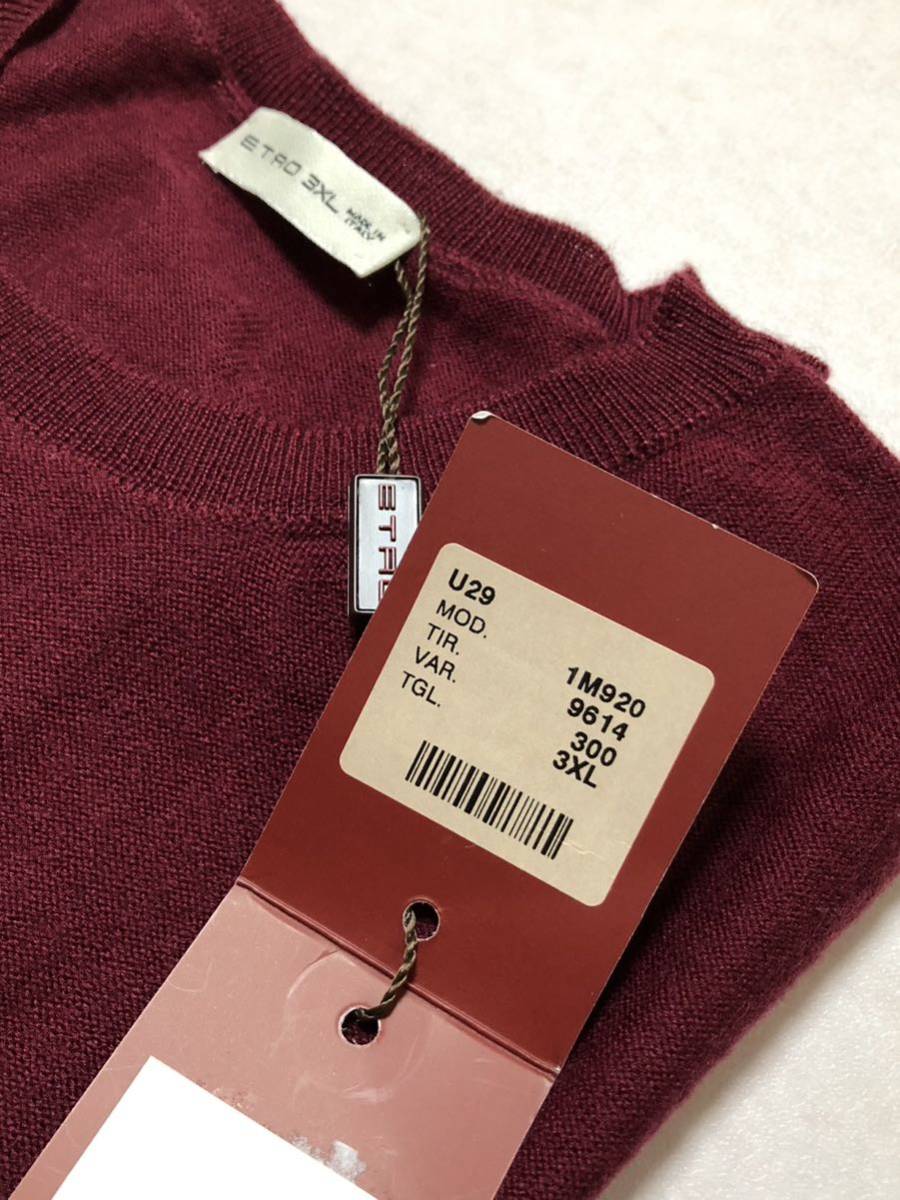 ETRO 3XL MADE IN
ITALY
ETRO
U29
MOD. 1M920
TIR. 9614
VAR. 300
TGL. 3XL